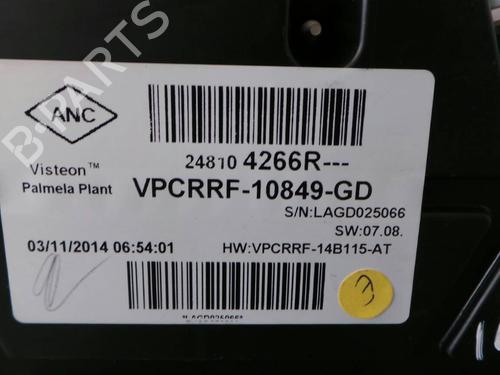 B-PARTS
ANC
Visteon™
Palmela Plant
24810 4266R---
VPCRRF-10849-GD
S/N:LAGD025066
SW:07.08.
03/11/2014 06:54:01
HW:VPCRRF-14B115-AT
*LAGD025066*